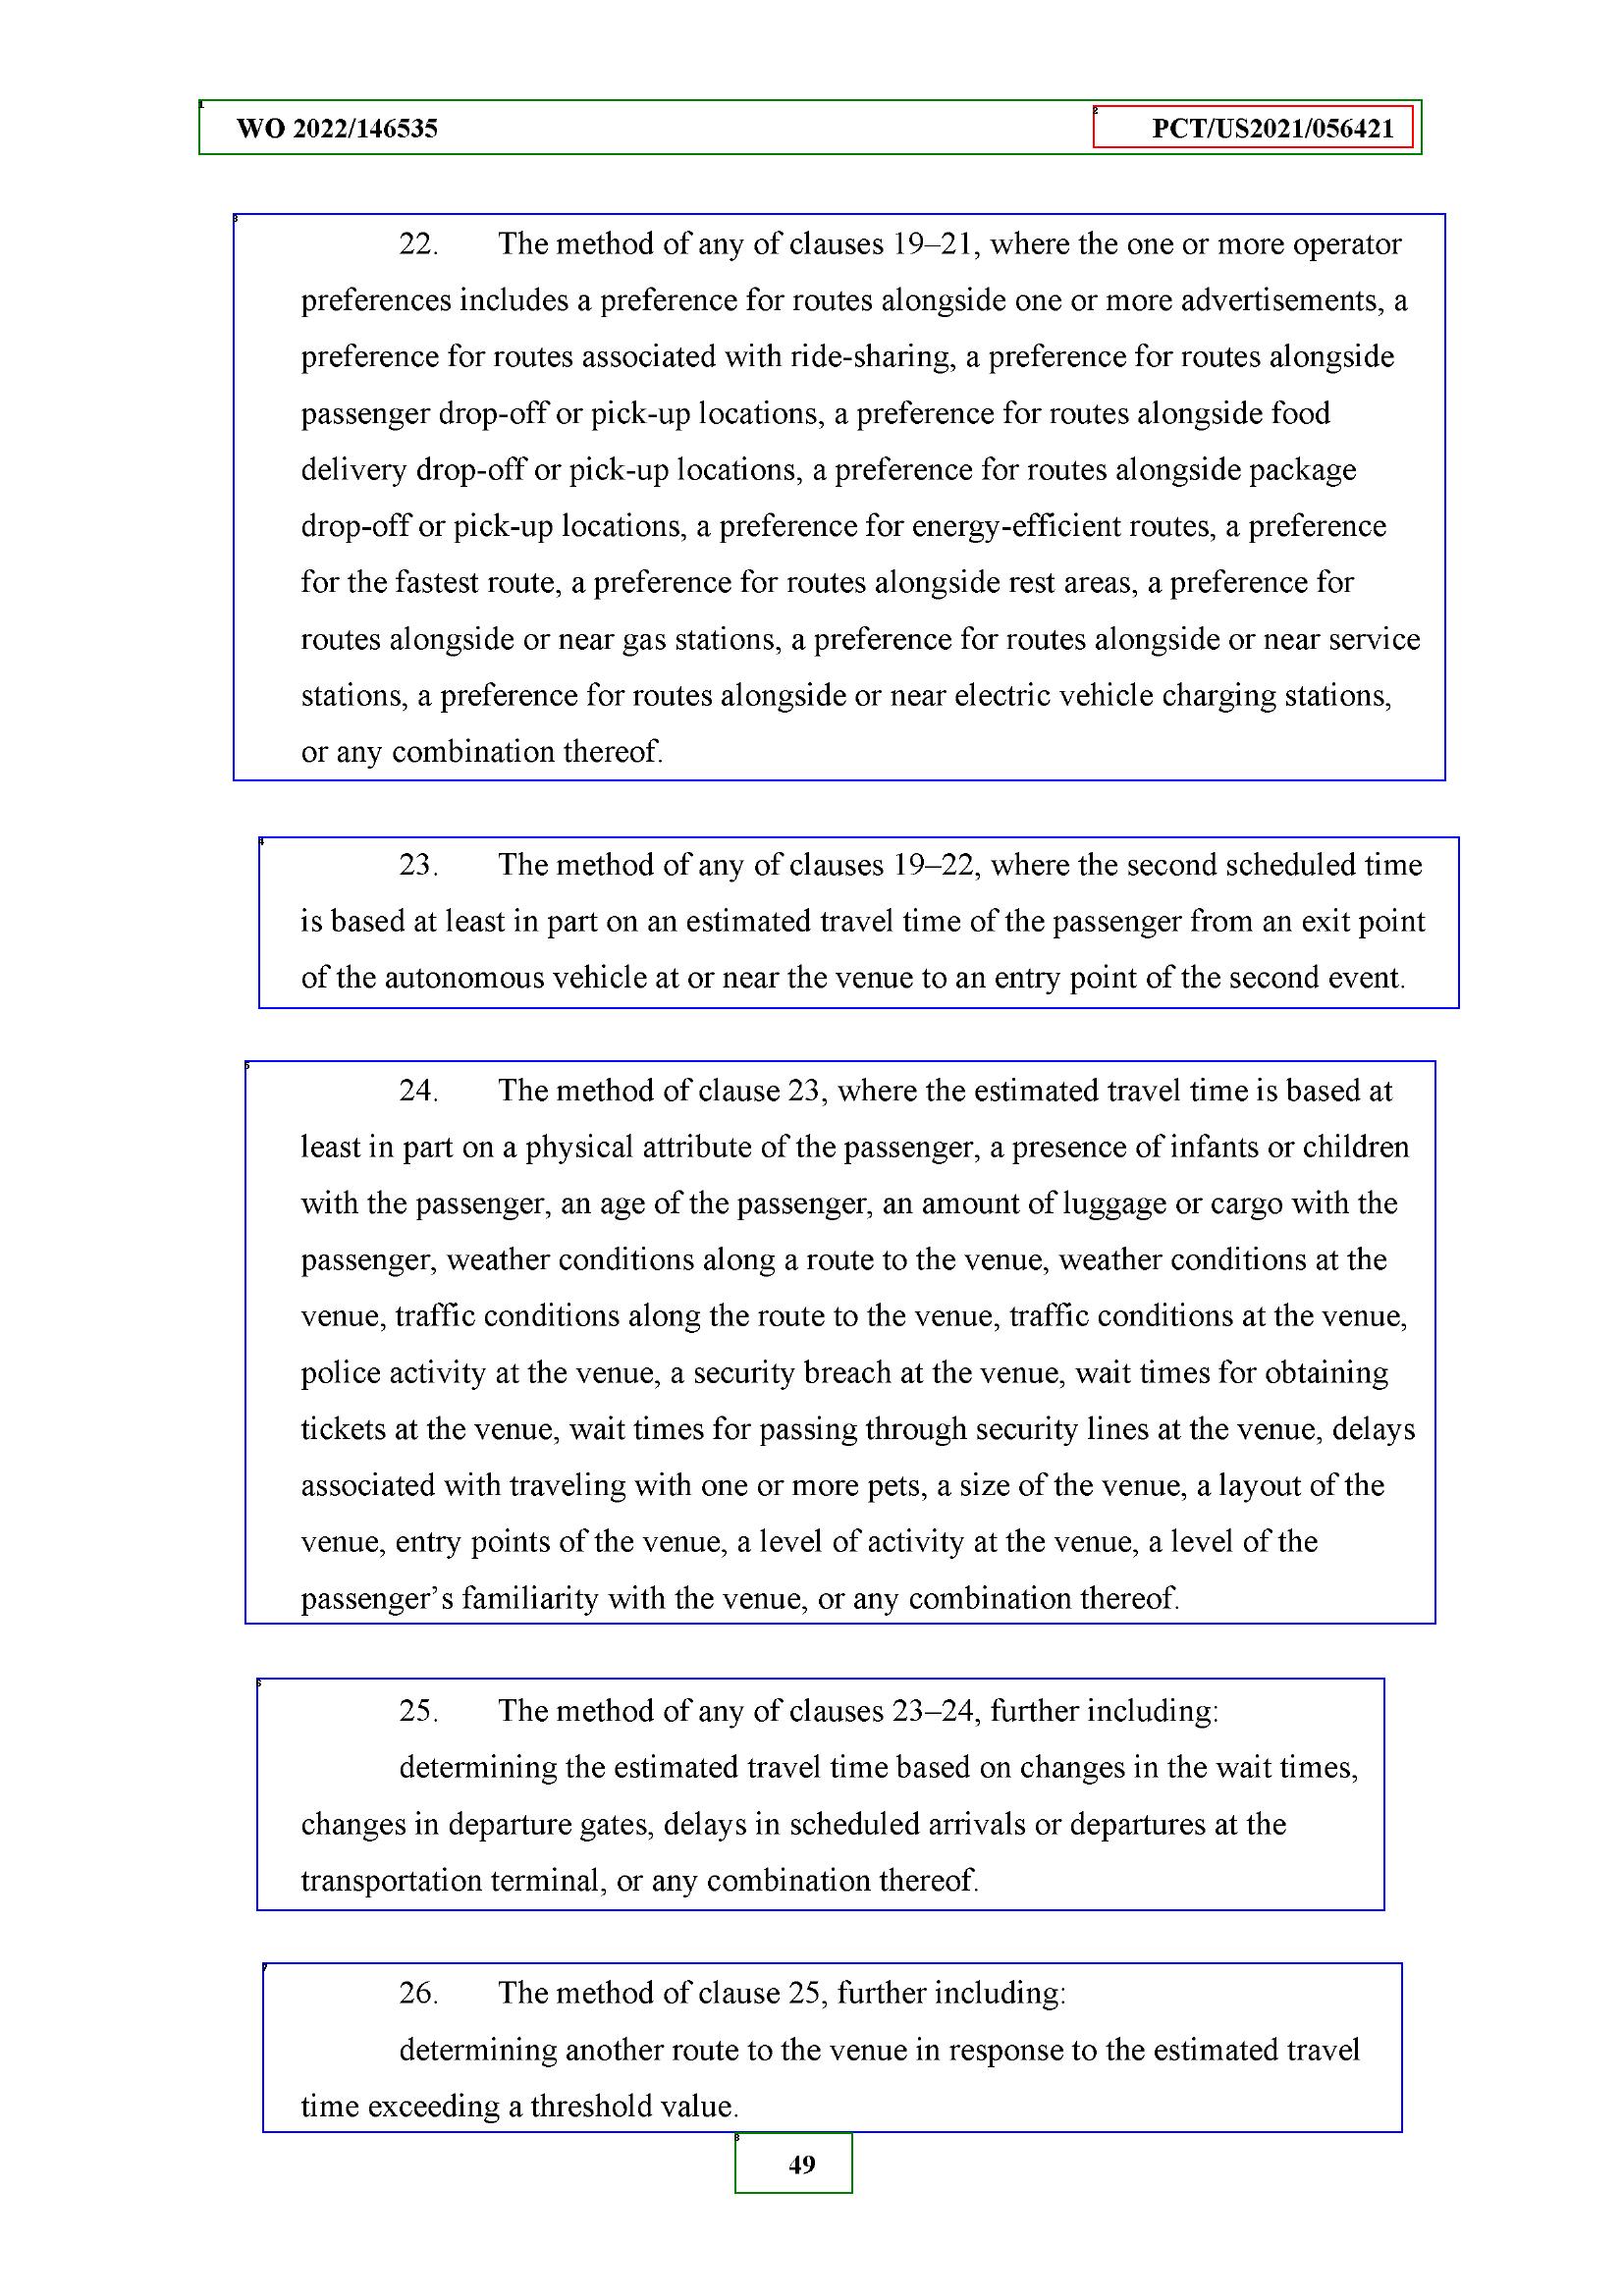 WO 2022/146535 PCT/US2021/056421
22. The method of any of clauses 19–21, where the one or more operator
preferences includes a preference for routes alongside one or more advertisements, a
preference for routes associated with ride-sharing, a preference for routes alongside
passenger drop-off or pick-up locations, a preference for routes alongside food
delivery drop-off or pick-up locations, a preference for routes alongside package
drop-off or pick-up locations, a preference for energy-efficient routes, a preference
for the fastest route, a preference for routes alongside rest areas, a preference for
routes alongside or near gas stations, a preference for routes alongside or near service
stations, a preference for routes alongside or near electric vehicle charging stations,
or any combination thereof.
23. The method of any of clauses 19–22, where the second scheduled time
is based at least in part on an estimated travel time of the passenger from an exit point
of the autonomous vehicle at or near the venue to an entry point of the second event.
24. The method of clause 23, where the estimated travel time is based at
least in part on a physical attribute of the passenger, a presence of infants or children
with the passenger, an age of the passenger, an amount of luggage or cargo with the
passenger, weather conditions along a route to the venue, weather conditions at the
venue, traffic conditions along the route to the venue, traffic conditions at the venue,
police activity at the venue, a security breach at the venue, wait times for obtaining
tickets at the venue, wait times for passing through security lines at the venue, delays
associated with traveling with one or more pets, a size of the venue, a layout of the
venue, entry points of the venue, a level of activity at the venue, a level of the
passenger’s familiarity with the venue, or any combination thereof.
25. The method of any of clauses 23–24, further including:
determining the estimated travel time based on changes in the wait times,
changes in departure gates, delays in scheduled arrivals or departures at the
transportation terminal, or any combination thereof.
26. The method of clause 25, further including:
determining another route to the venue in response to the estimated travel
time exceeding a threshold value.
49